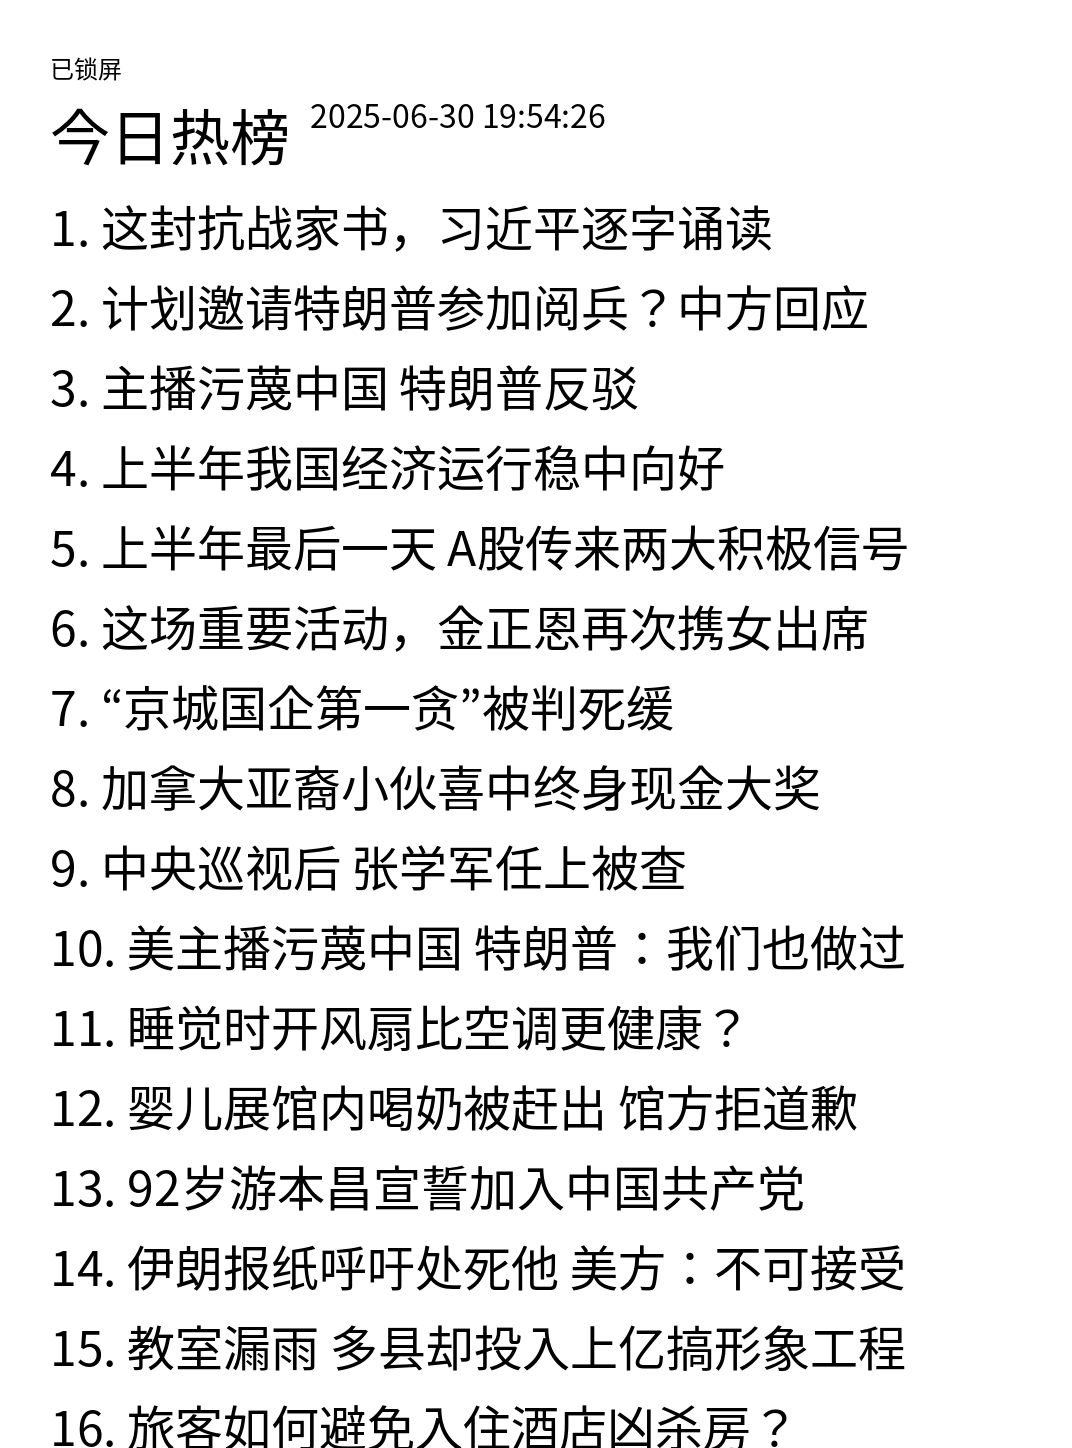 已锁屏
今日热榜 2025-06-30 19:54:26
1. 这封抗战家书，习近平逐字诵读
2. 计划邀请特朗普参加阅兵？中方回应
3. 主播污蔑中国 特朗普反驳
4. 上半年我国经济运行稳中向好
5. 上半年最后一天 A股传来两大积极信号
6. 这场重要活动，金正恩再次携女出席
7. “京城国企第一贪”被判死缓
8. 加拿大亚裔小伙喜中终身现金大奖
9. 中央巡视后 张学军任上被查
10. 美主播污蔑中国 特朗普：我们也做过
11. 睡觉时开风扇比空调更健康？
12. 婴儿展馆内喝奶被赶出 馆方拒道歉
13. 92岁游本昌宣誓加入中国共产党
14. 伊朗报纸呼吁处死他 美方：不可接受
15. 教室漏雨 多县却投入上亿搞形象工程
16. 旅客如何避免入住酒店凶杀房？